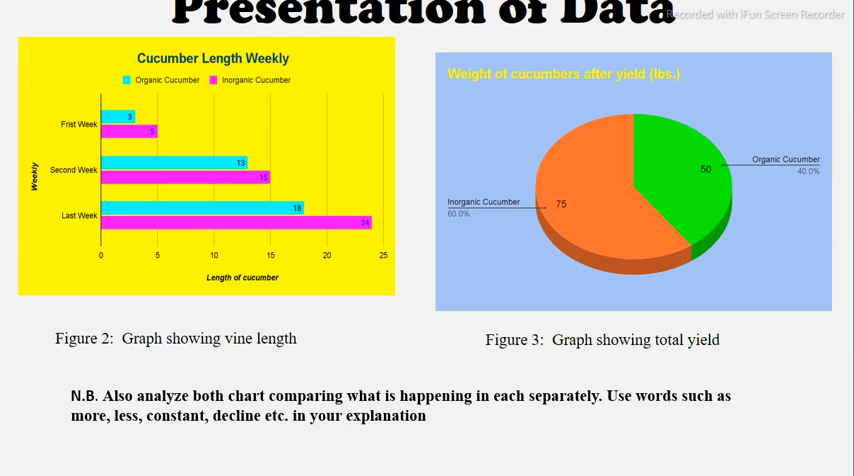 Presentation of Data
Recorded with iFun Screen Recorder
Cucumber Length Weekly
Organic Cucumber Inorganic Cucumber
Weekly
Frist Week
3
5
Second Week
13
15
Last Week
18
24
0 5 10 15 20 25
Length of cucumber
Weight of cucumbers after yield (lbs.)
50
Organic Cucumber
40.0%
Inorganic Cucumber
60.0%
75
Figure 2: Graph showing vine length
Figure 3: Graph showing total yield
N.B. Also analyze both chart comparing what is happening in each separately. Use words such as
more, less, constant, decline etc. in your explanation